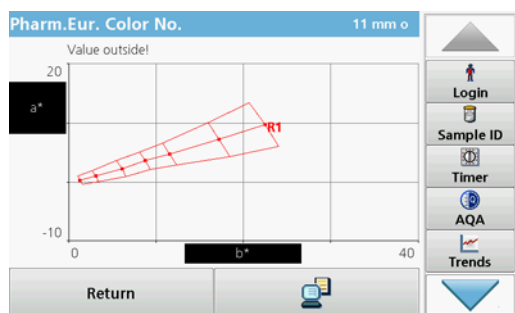 Pharm.Eur. Color No. 11 mm o
Value outside!
20
a*
R1
-10
0 b* 40
Return
Login
Sample ID
Timer
AQA
Trends